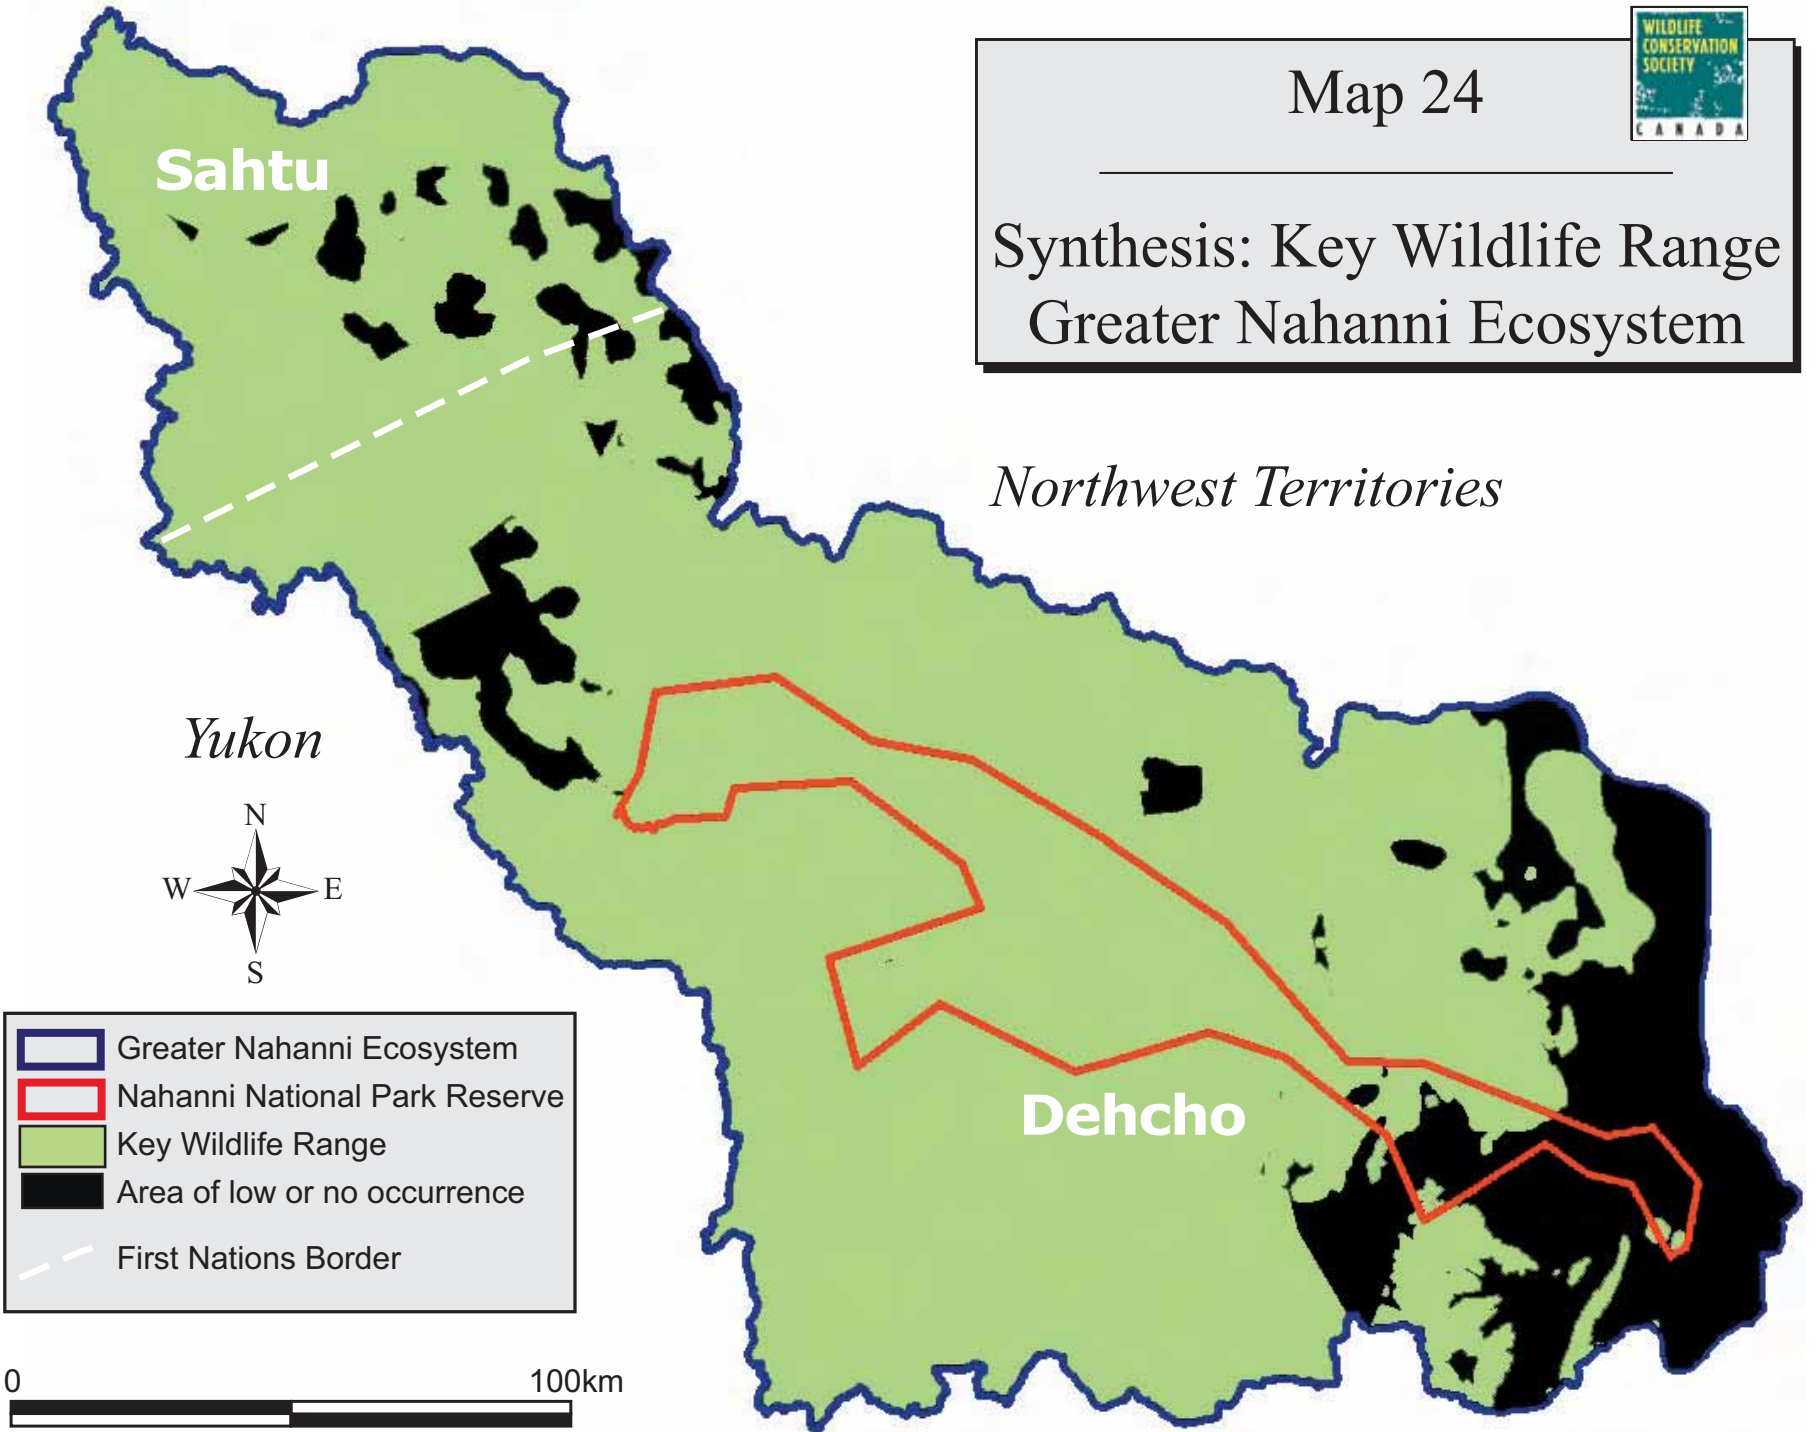 Map 24
WILDLIFE
CONSERVATION
SOCIETY
CANADA
Synthesis: Key Wildlife Range
Greater Nahanni Ecosystem
Sahtu
Northwest Territories
Yukon
N
W
E
S
Dehcho
Greater Nahanni Ecosystem
Nahanni National Park Reserve
Key Wildlife Range
Area of low or no occurrence
First Nations Border
0
100km